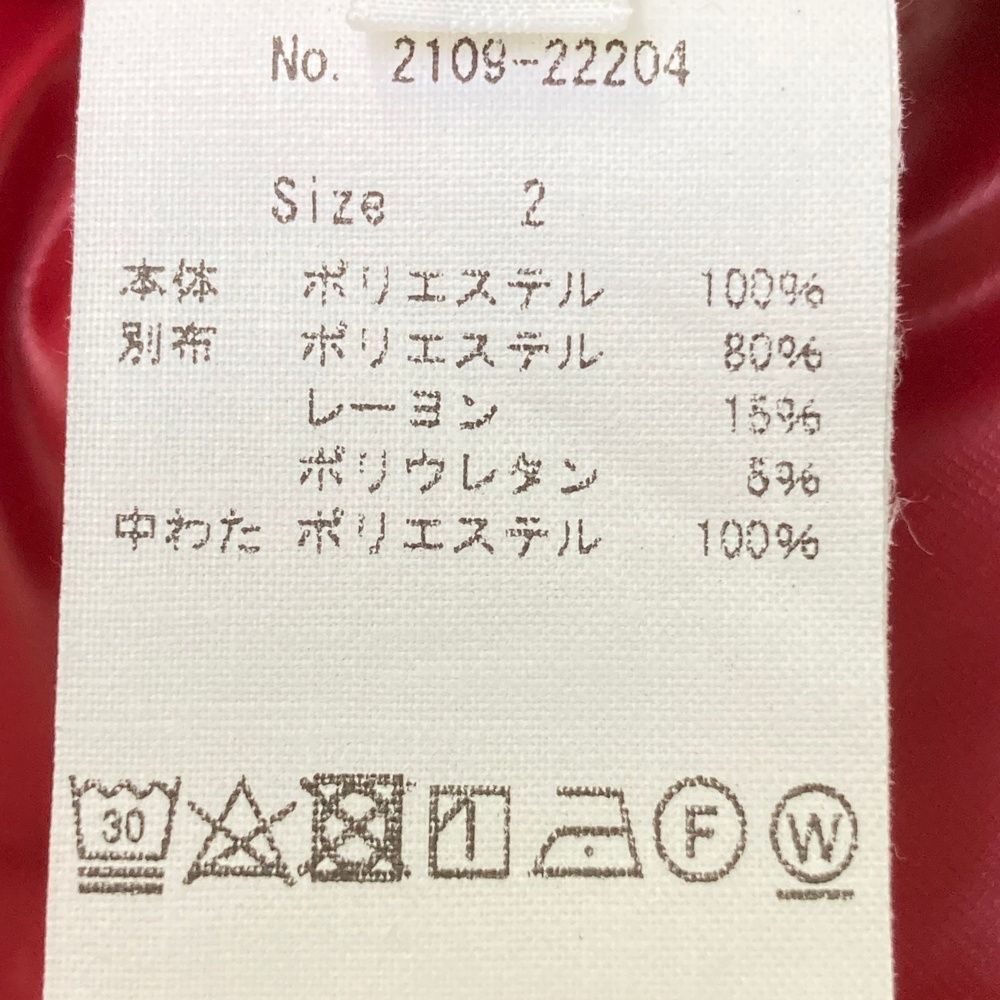 No. 2109-22204
Size 2
本体 ポリエステル 100%
別布 ポリエステル 80%
レーヨン 15%
ポリウレタン 5%
中わた ポリエステル 100%
30 F W